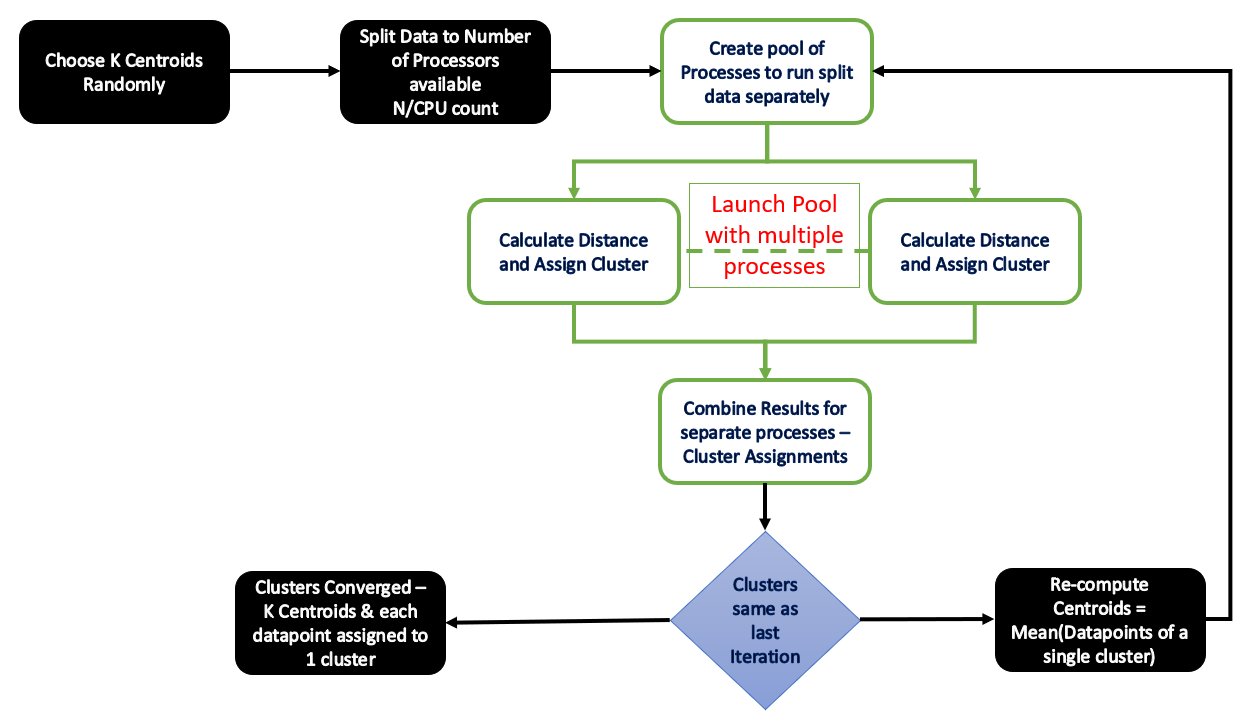 Choose K Centroids
Randomly
Split Data to Number
of Processors
available
N/CPU count
Create pool of
Processes to run split
data separately
Calculate Distance
and Assign Cluster
Launch Pool
with multiple
processes
Calculate Distance
and Assign Cluster
Combine Results for
separate processes –
Cluster Assignments
Clusters Converged –
K Centroids & each
datapoint assigned to
1 cluster
Clusters
same as
last
Iteration
Re-compute
Centroids =
Mean(Datapoints of a
single cluster)